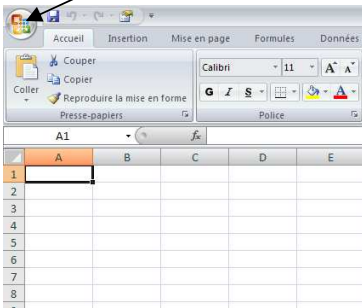 Accueil Insertion Mise en page Formules Données
Couper
Copier
Coller
Reproduire la mise en forme
Calibri 11 A A
G I S A
Presse-papiers Police
A1 fx
A B C D E
1
2
3
4
5
6
7
8